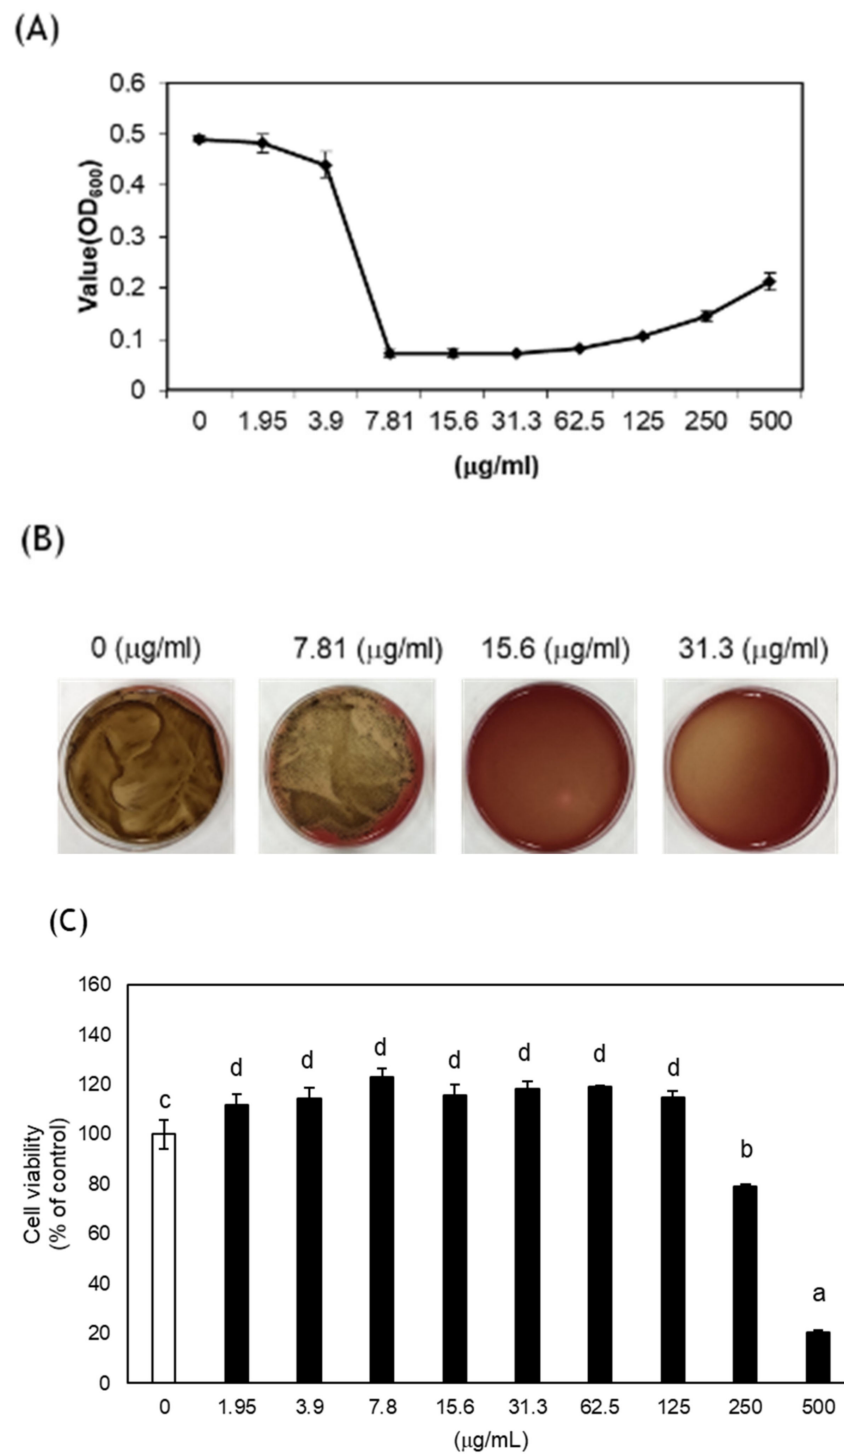 (A)
0.6
0.5
0.4
0.3
0.2
0.1
0
Value(OD600)
0 1.95 3.9 7.81 15.6 31.3 62.5 125 250 500
(μg/ml)
(B)
0 (μg/ml) 7.81 (μg/ml) 15.6 (μg/ml) 31.3 (μg/ml)
(C)
160
140
120
100
80
60
40
20
0
Cell viability
(% of control)
c d d d d d d d b a
0 1.95 3.9 7.8 15.6 31.3 62.5 125 250 500
(μg/mL)